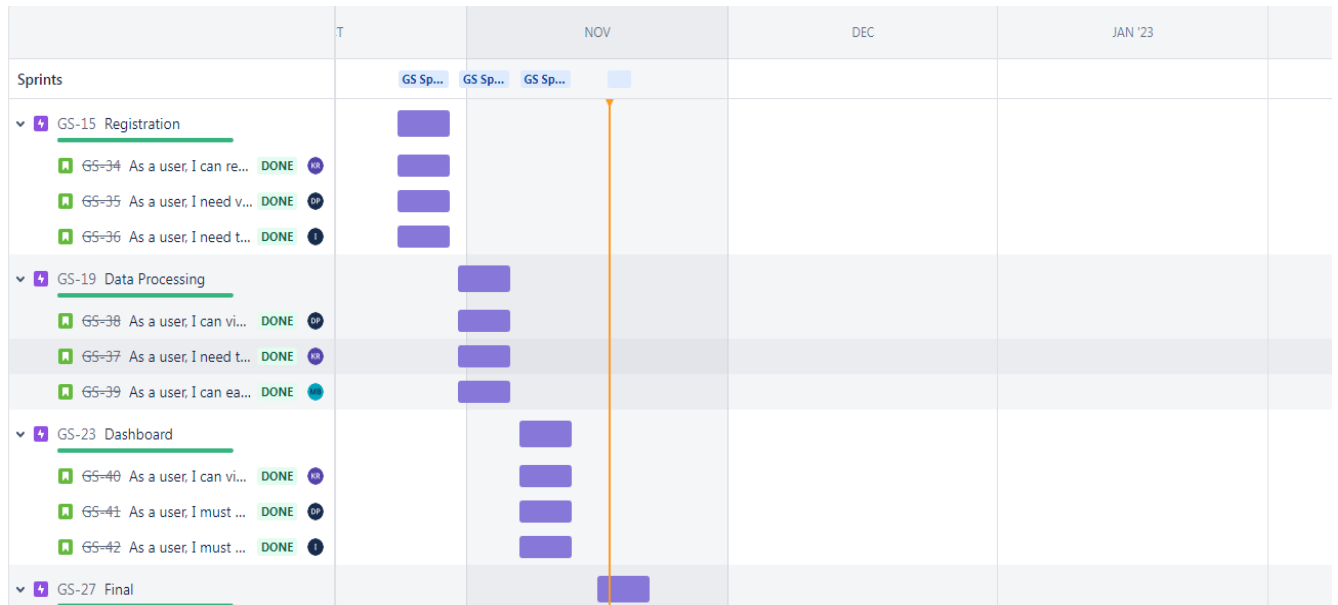 T NOV DEC JAN '23
Sprints GS Sp... GS Sp... GS Sp...
GS-15 Registration
GS-34 As a user, I can re... DONE KR
GS-35 As a user, I need v... DONE DP
GS-36 As a user, I need t... DONE I
GS-19 Data Processing
GS-38 As a user, I can vi... DONE DP
GS-37 As a user, I need t... DONE KR
GS-39 As a user, I can ea... DONE MB
GS-23 Dashboard
GS-40 As a user, I can vi... DONE KR
GS-41 As a user, I must ... DONE DP
GS-42 As a user, I must ... DONE I
GS-27 Final